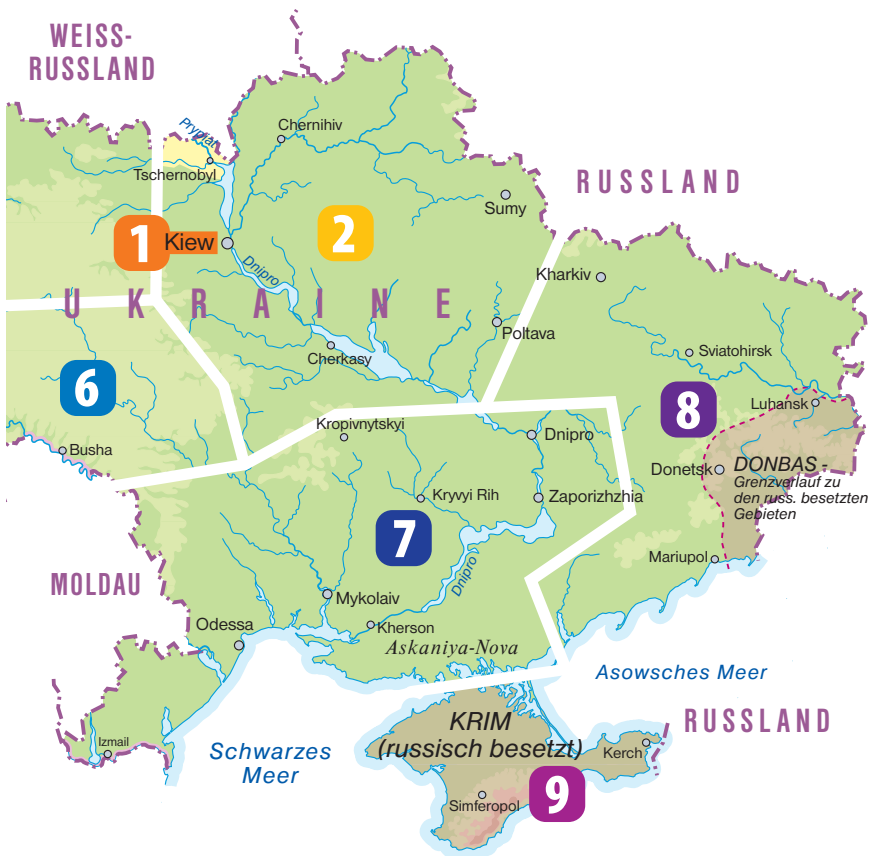 WEISS-
RUSSLAND
Prypjat
Chernihiv
Tschernobyl
RUSSLAND
Sumy
1
Kiew
2
Dnipro
Kharkiv
UKRAINE
Poltava
Cherkasy
Sviatohirsk
6
8
Luhansk
Kropivnytskyi
Dnipro
Busha
Donetsk
DONBAS -
Grenzverlauf zu
den russ. besetzten
Gebieten
Kryvyi Rih
Zaporizhzhia
7
Mariupol
Dnipro
MOLDAU
Mykolaiv
Odessa
Kherson
Askaniya-Nova
Asowsches Meer
KRIM
(russisch besetzt)
RUSSLAND
Izmail
Schwarzes
Meer
Kerch
Simferopol
9